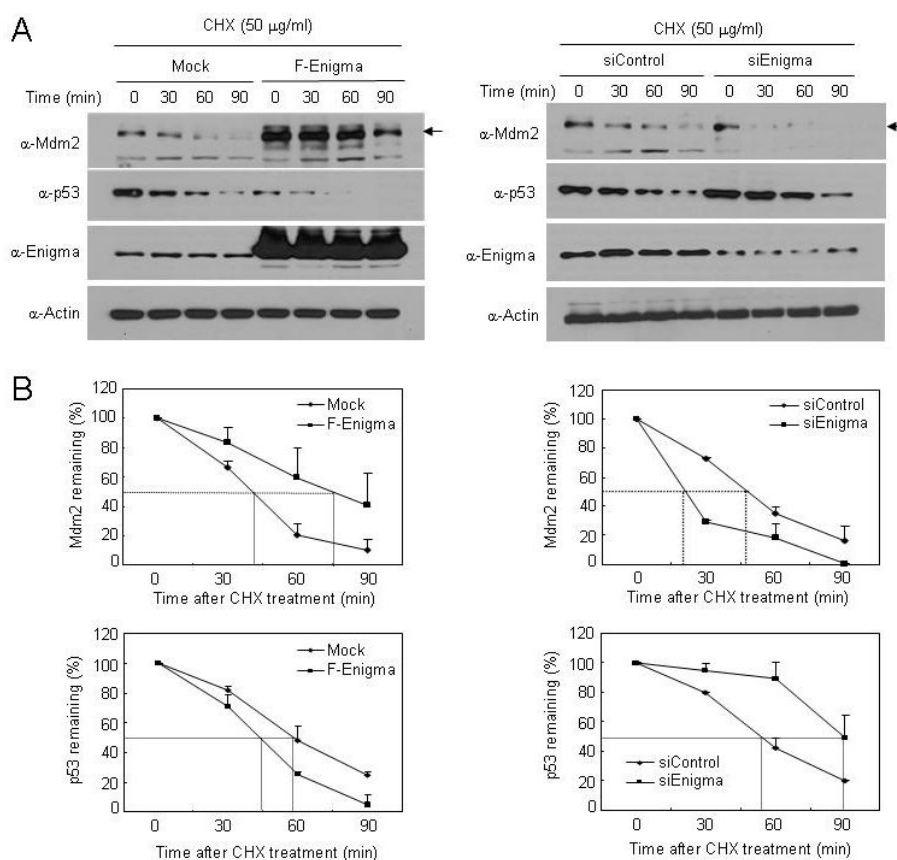 A
CHX (50 μg/ml)
Mock F-Enigma
Time (min) 0 30 60 90 0 30 60 90
α-Mdm2
α-p53
α-Enigma
α-Actin
CHX (50 μg/ml)
siControl siEnigma
Time (min) 0 30 60 90 0 30 60 90
α-Mdm2
α-p53
α-Enigma
α-Actin
B
Mdm2 remaining (%)
120
100
80
60
40
20
0
Mock
F-Enigma
0 30 60 90
Time after CHX treatment (min)
Mdm2 remaining (%)
120
100
80
60
40
20
0
siControl
siEnigma
0 30 60 90
Time after CHX treatment (min)
p53 remaining (%)
120
100
80
60
40
20
0
Mock
F-Enigma
0 30 60 90
Time after CHX treatment (min)
p53 remaining (%)
120
100
80
60
40
20
0
siControl
siEnigma
0 30 60 90
Time after CHX treatment (min)